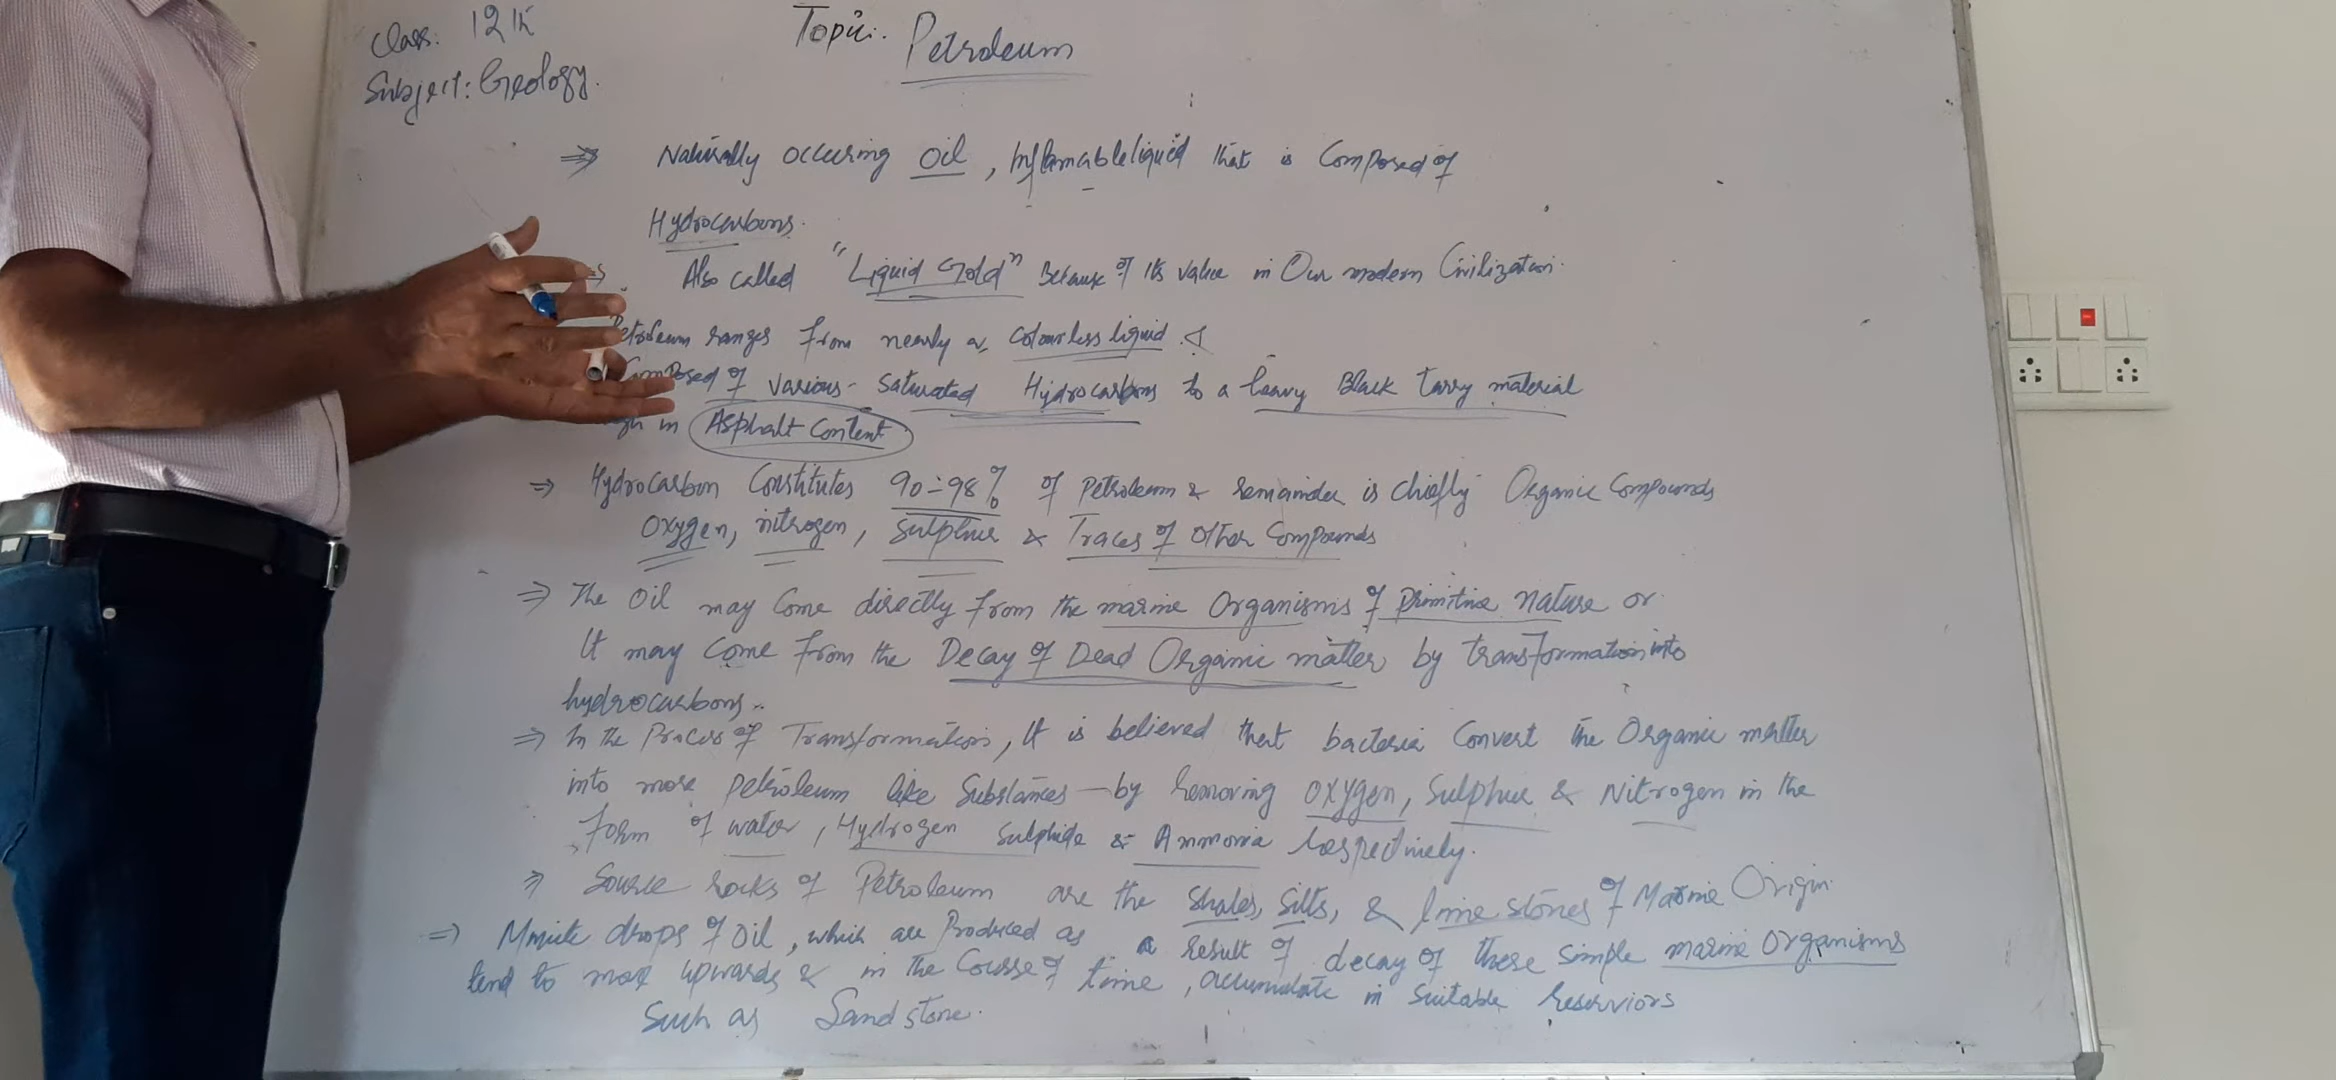 Class: 12th
Subject: Geology.
Topic: Petroleum
⇒ Naturally occuring oil, Inflamable liquid that is Composed of
Hydrocarbons.
Also called "Liquid Gold" Because of its value in Our modern Civilization.
Petroleum ranges from nearly a colourless liquid &
Composed of various - Saturated Hydrocarbons to a heavy Black tarry material
in Asphalt Content
⇒ Hydrocarbon Constitutes 90-98% of Petroleum & remainder is chiefly Organic Compounds
Oxygen, nitrogen, Sulphur & Traces of Other Compounds
⇒ The Oil may Come directly from the marine Organisms of primitive nature or
It may Come from the Decay of Dead Organic matter by transformation into
hydrocarbons..
⇒ In the Process of Transformation, It is believed that bacteria Convert the Organic matter
into more petroleum like Substances - by removing Oxygen, Sulphur & Nitrogen in the
form of water, Hydrogen Sulphide & Ammonia respectively.
⇒ Source rocks of Petroleum are the Shales, Silts, & lime stones of Marine Origin.
⇒ drops of Oil, which are Produced as a result of decay of these simple marine Organisms
tend to upwards & in the Course of time, accumulate in Suitable reserviors
Such as Sand stone.